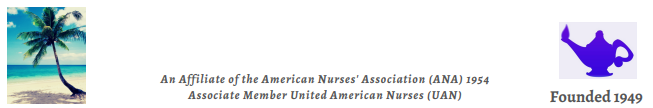 An Affiliate of the American Nurses' Association (ANA) 1954
Associate Member United American Nurses (UAN)
Founded 1949